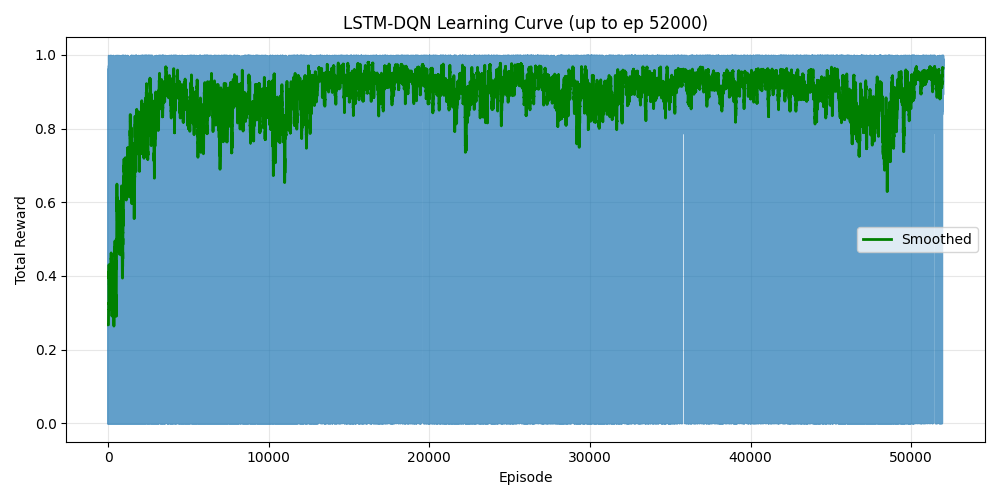 LSTM-DQN Learning Curve (up to ep 52000)
1.0
0.8
0.6
0.4
0.2
0.0
Total Reward
Smoothed
0 10000 20000 30000 40000 50000
Episode